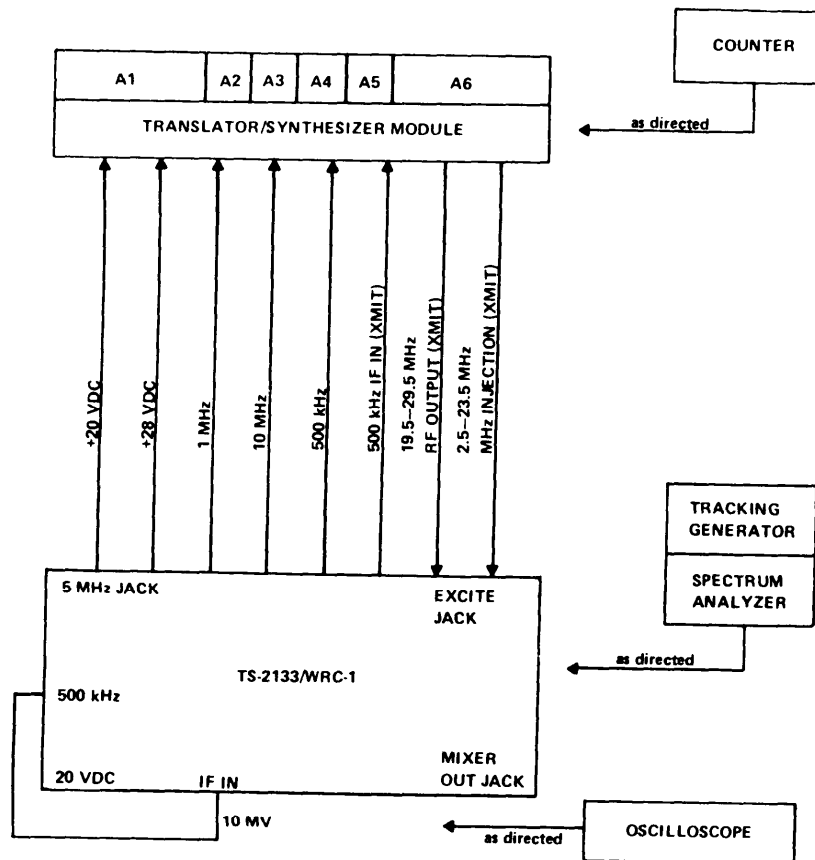 COUNTER
A1 A2 A3 A4 A5 A6
TRANSLATOR/SYNTHESIZER MODULE
as directed
+20 VDC
+28 VDC
1 MHz
10 MHz
500 kHz
500 kHz IF IN (XMIT)
19.5–29.5 MHz
RF OUTPUT (XMIT)
2.5–23.5 MHz
MHz INJECTION (XMIT)
TRACKING
GENERATOR
SPECTRUM
ANALYZER
as directed
5 MHz JACK
EXCITE
JACK
TS-2133/WRC-1
500 kHz
MIXER
OUT JACK
20 VDC
IF IN
10 MV
as directed
OSCILLOSCOPE